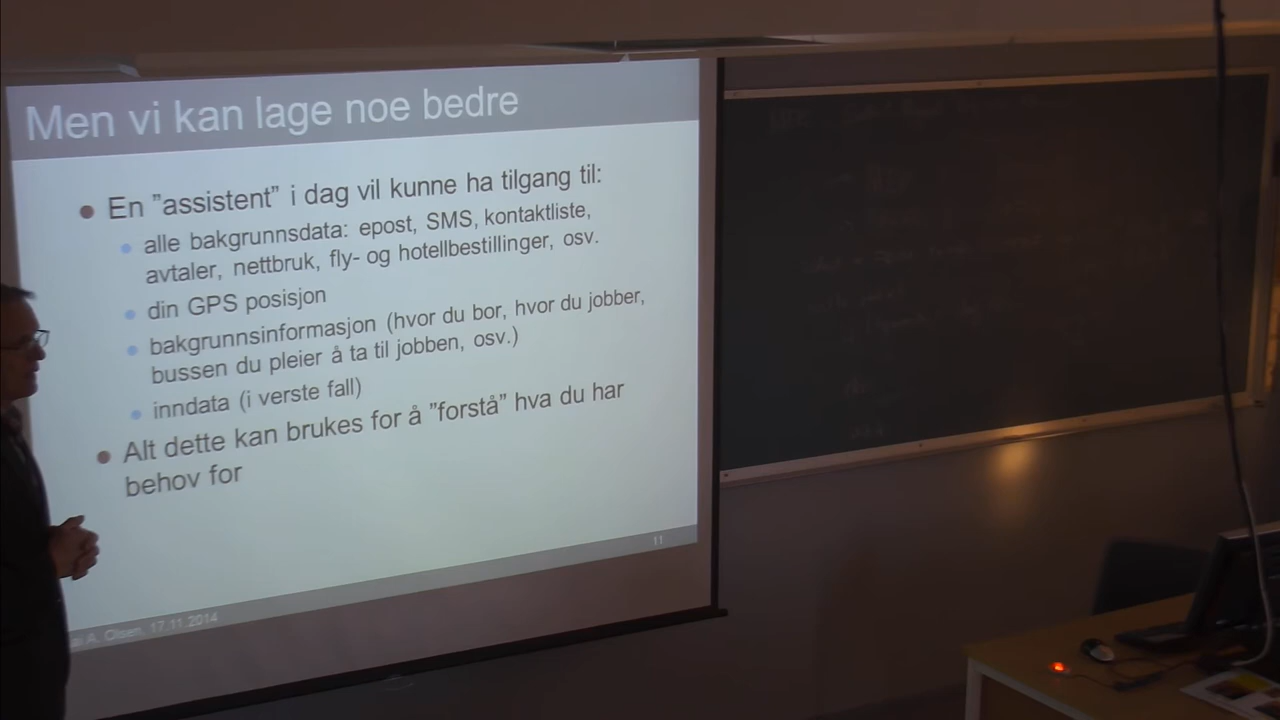 Men vi kan lage noe bedre
En ”assistent” i dag vil kunne ha tilgang til:
alle bakgrunnsdata: epost, SMS, kontaktliste,
avtaler, nettbruk, fly- og hotellbestillinger, osv.
din GPS posisjon
bakgrunnsinformasjon (hvor du bor, hvor du jobber,
bussen du pleier å ta til jobben, osv.)
inndata (i verste fall)
Alt dette kan brukes for å ”forstå” hva du har
behov for
11
A. Olsen, 17.11.2014